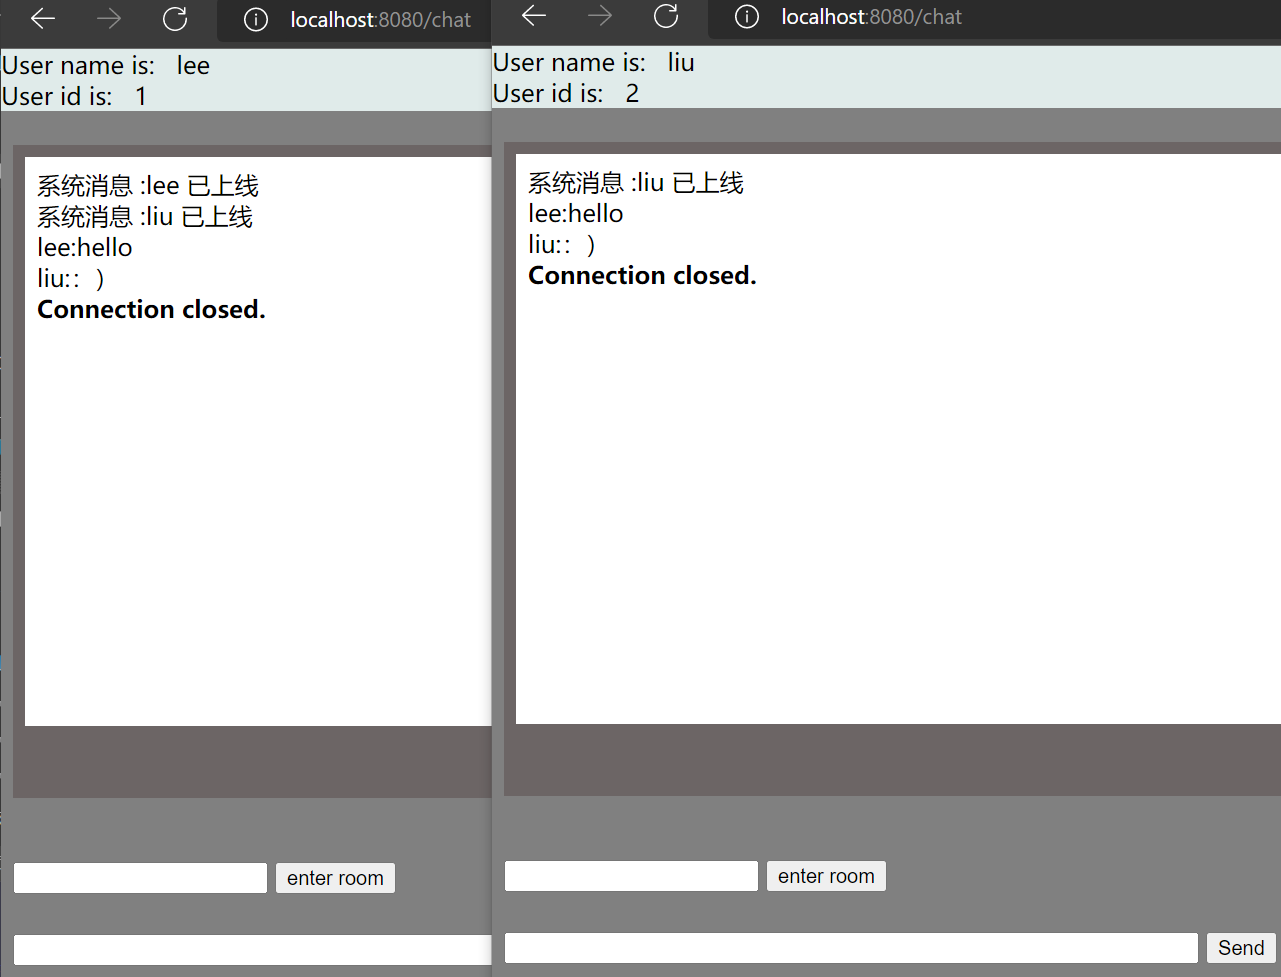 localhost:8080/chat
User name is: lee
User id is: 1
系统消息 :lee 已上线
系统消息 :liu 已上线
lee:hello
liu:: ）
Connection closed.
enter room
localhost:8080/chat
User name is: liu
User id is: 2
系统消息 :liu 已上线
lee:hello
liu:: ）
Connection closed.
enter room
Send